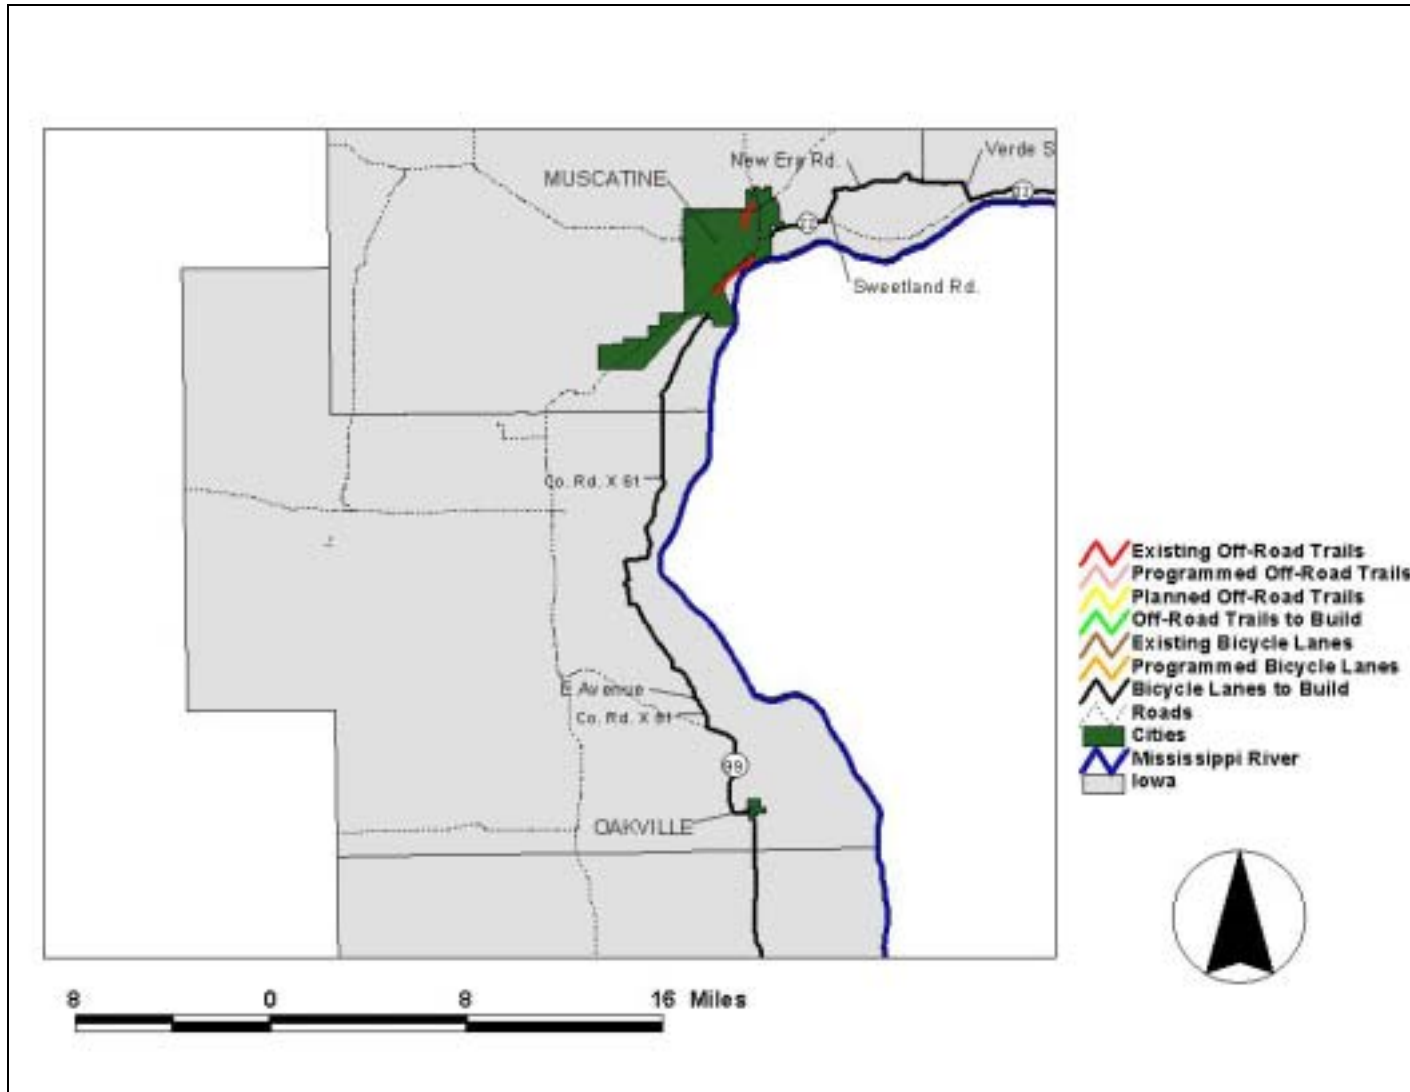 New Era Rd.
Verde S
MUSCATINE
22
Sweetland Rd.
Co. Rd. X 61
E Avenue
Co. Rd. X 61
99
OAKVILLE
Existing Off-Road Trails
Programmed Off-Road Trails
Planned Off-Road Trails
Off-Road Trails to Build
Existing Bicycle Lanes
Programmed Bicycle Lanes
Bicycle Lanes to Build
Roads
Cities
Mississippi River
Iowa
8 0 8 16 Miles